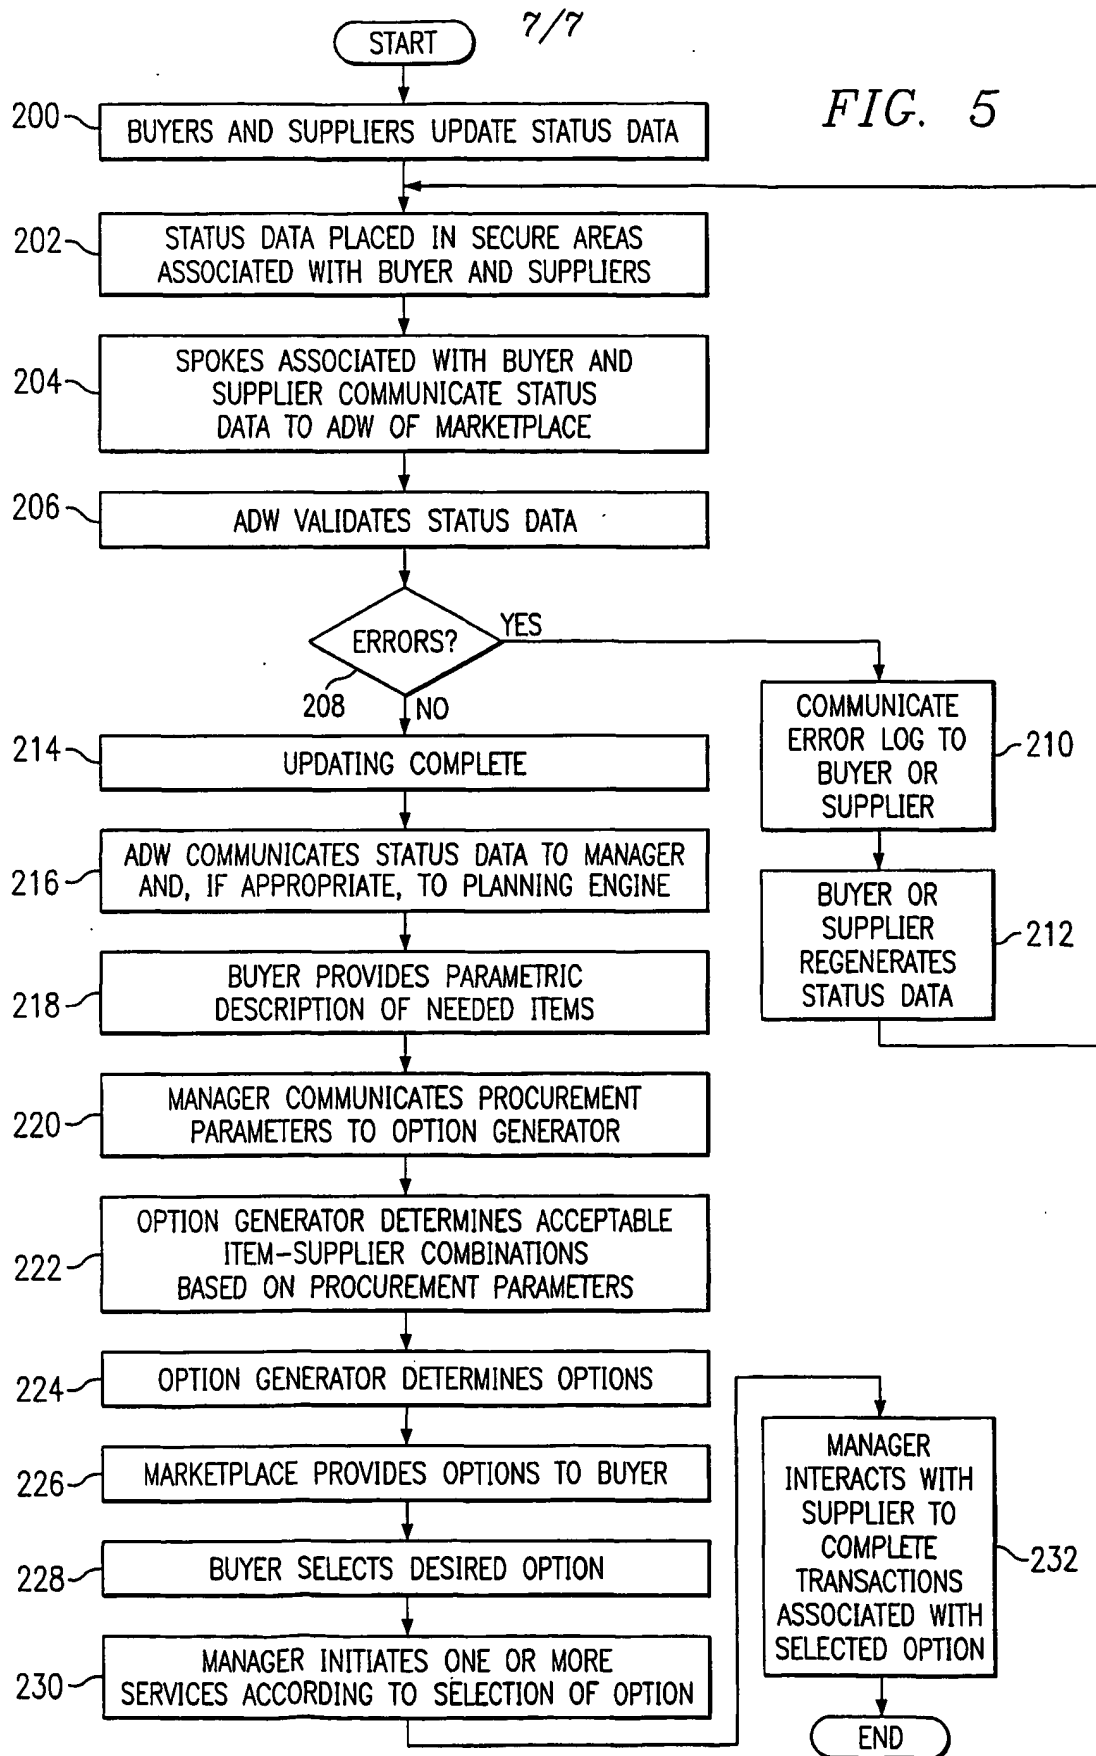 7/7
START
FIG. 5
200
BUYERS AND SUPPLIERS UPDATE STATUS DATA
202
STATUS DATA PLACED IN SECURE AREAS
ASSOCIATED WITH BUYER AND SUPPLIERS
204
SPOKES ASSOCIATED WITH BUYER AND
SUPPLIER COMMUNICATE STATUS
DATA TO ADW OF MARKETPLACE
206
ADW VALIDATES STATUS DATA
ERRORS?
YES
208
NO
COMMUNICATE
ERROR LOG TO
BUYER OR
SUPPLIER
210
BUYER OR
SUPPLIER
REGENERATES
STATUS DATA
212
214
UPDATING COMPLETE
216
ADW COMMUNICATES STATUS DATA TO MANAGER
AND, IF APPROPRIATE, TO PLANNING ENGINE
218
BUYER PROVIDES PARAMETRIC
DESCRIPTION OF NEEDED ITEMS
220
MANAGER COMMUNICATES PROCUREMENT
PARAMETERS TO OPTION GENERATOR
222
OPTION GENERATOR DETERMINES ACCEPTABLE
ITEM-SUPPLIER COMBINATIONS
BASED ON PROCUREMENT PARAMETERS
224
OPTION GENERATOR DETERMINES OPTIONS
226
MARKETPLACE PROVIDES OPTIONS TO BUYER
228
BUYER SELECTS DESIRED OPTION
230
MANAGER INITIATES ONE OR MORE
SERVICES ACCORDING TO SELECTION OF OPTION
MANAGER
INTERACTS WITH
SUPPLIER TO
COMPLETE
TRANSACTIONS
ASSOCIATED WITH
SELECTED OPTION
232
END